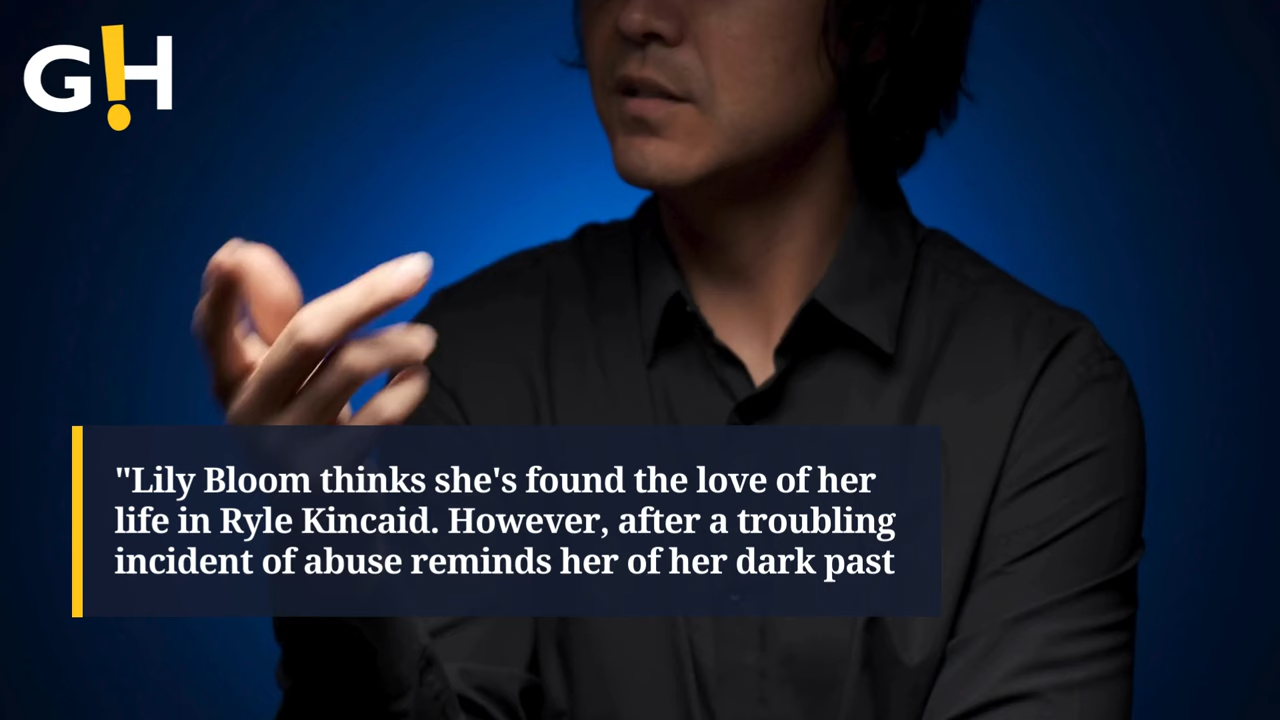 G!H
"Lily Bloom thinks she's found the love of her
life in Ryle Kincaid. However, after a troubling
incident of abuse reminds her of her dark past